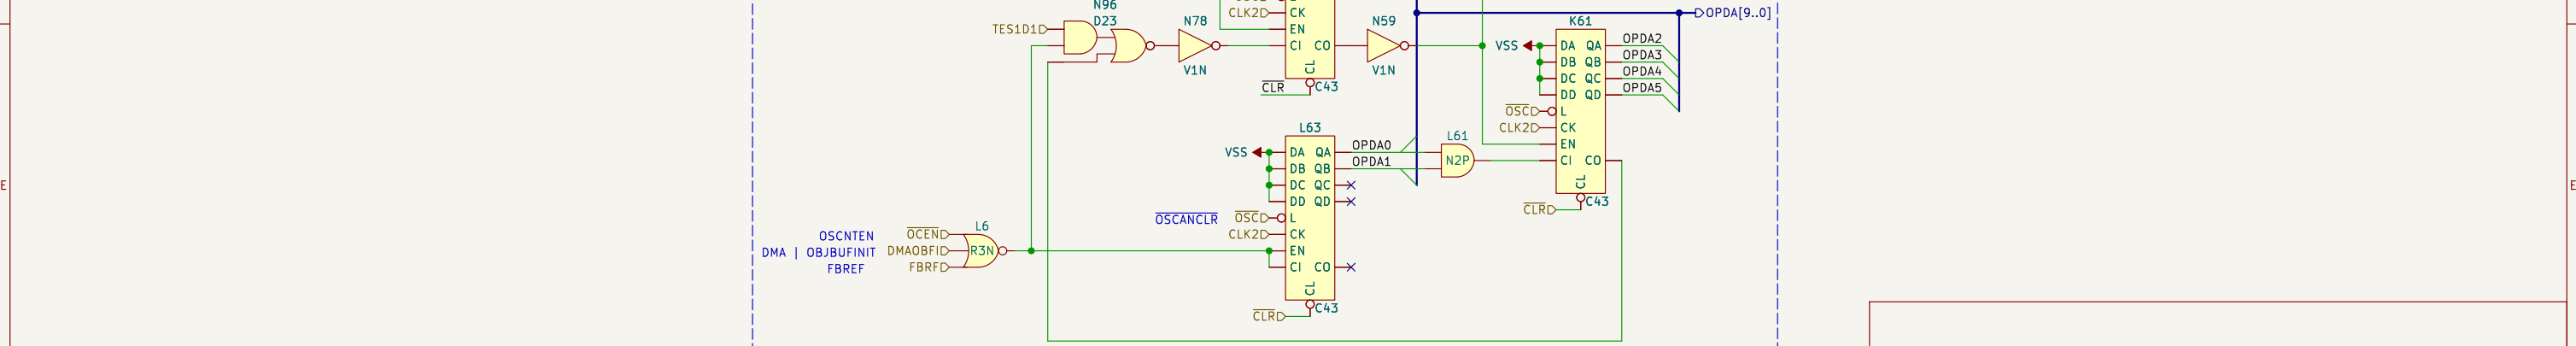 N96
D23
TES1D1
N78
V1N
CLK2
CK
EN
CI CO
CL
C43
CLR
N59
V1N
OPDA[9..0]
K61
VSS
DA QA
DB QB
DC QC
DD QD
L
CK
EN
CI CO
CL
C43
OPDA2
OPDA3
OPDA4
OPDA5
OSC
CLK2
CLR
L63
VSS
DA QA
DB QB
DC QC
DD QD
L
CK
EN
CI CO
CL
C43
OPDA0
OPDA1
L61
N2P
OSCANCLR
OSC
CLK2
CLR
L6
R3N
OSCNTEN
OCEN
DMA | OBJBUFINIT
DMAOBFI
FBREF
FBRF
E
E